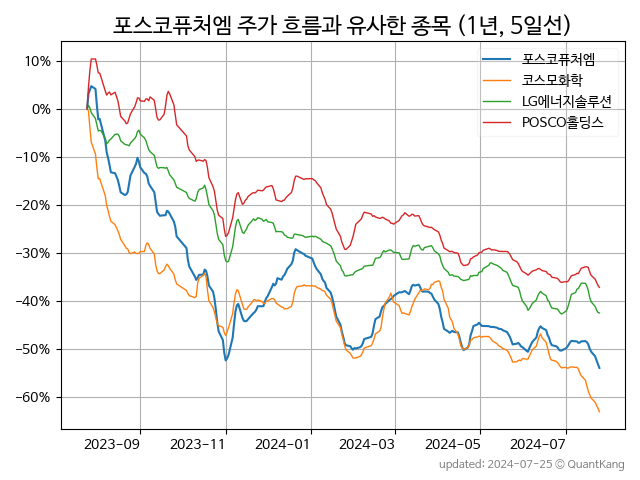 포스코퓨처엠 주가 흐름과 유사한 종목 (1년, 5일선)
포스코퓨처엠
코스모화학
LG에너지솔루션
POSCO홀딩스
10%
0%
−10%
−20%
−30%
−40%
−50%
−60%
2023-09 2023-11 2024-01 2024-03 2024-05 2024-07
updated: 2024-07-25 © QuantKang